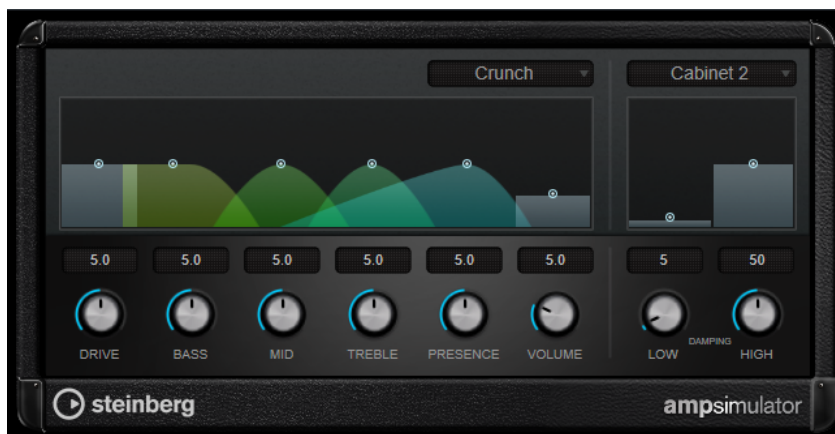 Crunch
Cabinet 2
5.0 5.0 5.0 5.0 5.0 5.0 5 50
DRIVE BASS MID TREBLE PRESENCE VOLUME LOW DAMPING HIGH
steinberg
ampsimulator